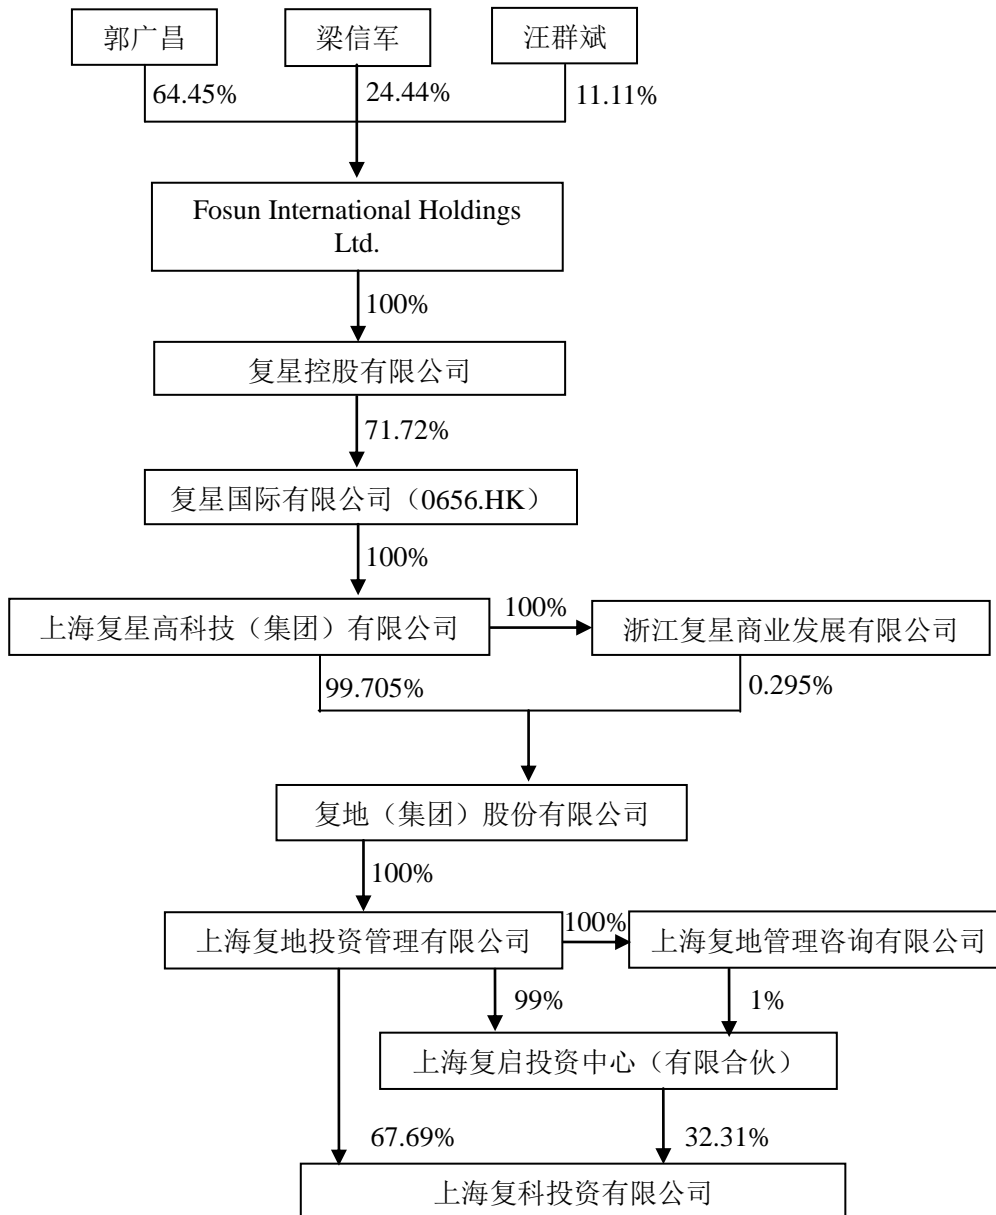 郭广昌
梁信军
汪群斌
64.45%
24.44%
11.11%
Fosun International Holdings
Ltd.
100%
复星控股有限公司
71.72%
复星国际有限公司（0656.HK）
100%
上海复星高科技（集团）有限公司
100%
浙江复星商业发展有限公司
99.705%
0.295%
复地（集团）股份有限公司
100%
上海复地投资管理有限公司
100%
上海复地管理咨询有限公司
99%
1%
上海复启投资中心（有限合伙）
67.69%
32.31%
上海复科投资有限公司